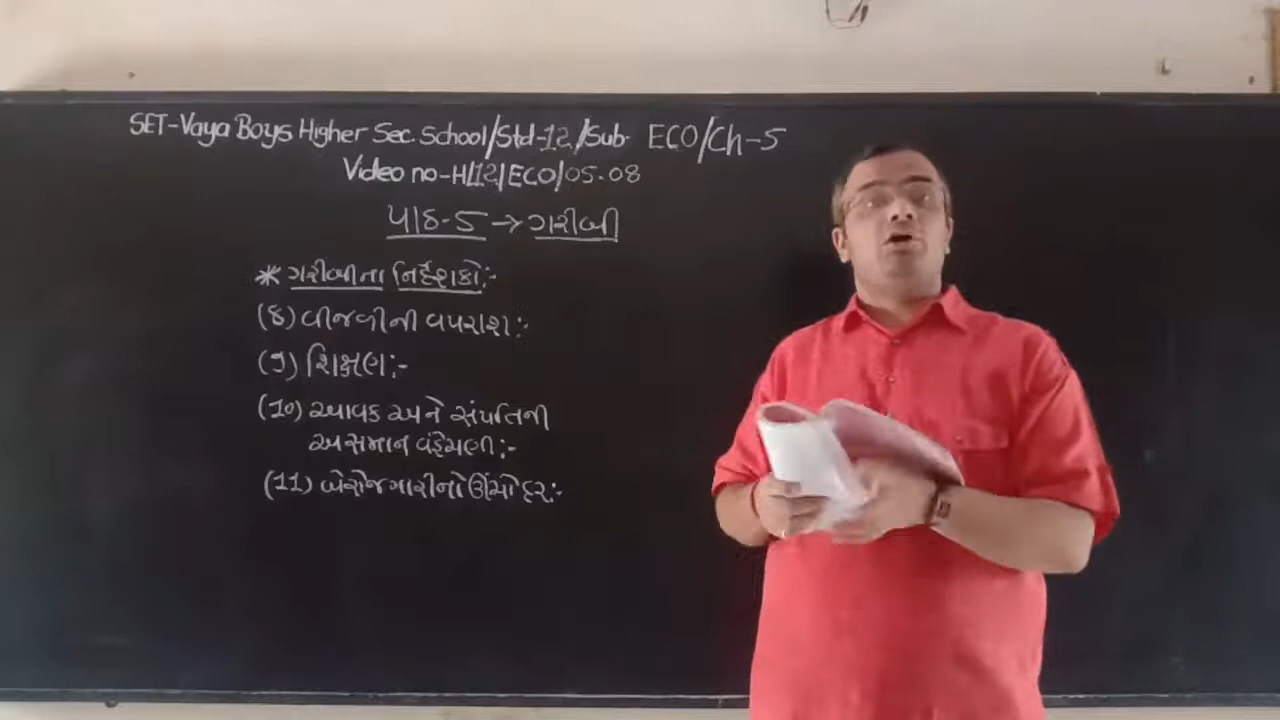 SET-Vaya Boys Higher Sec. School/Std-12/Sub- ECO/Ch-5
Video no-H/12/ECO/05.08
પાઠ-5 → ગરીબી
* ગરીબીના નિર્દેશકો:-
(8) વીજળીની વપરાશ:-
(9) શિક્ષણ:-
(10) આવક અને સંપતિની
અસમાન વહેંચણી:-
(11) બેરોજગારીનો ઊંચો દર:-